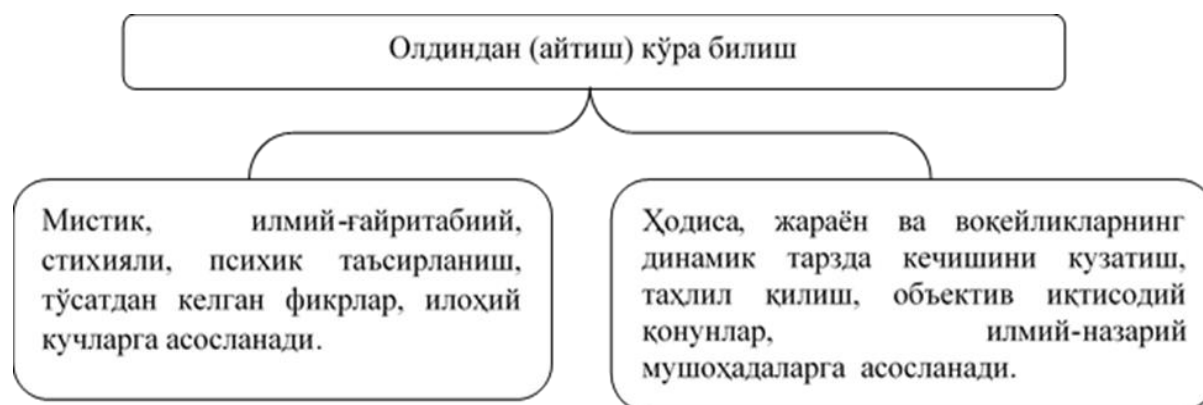 Олдиндан (айтиш) кўра билиш
Мистик, илмий-ғайритабиий,
стихияли, психик таъсирланиш,
тўсатдан келган фикрлар, илоҳий
кучларга асосланади.
Ҳодиса, жараён ва воқейликларнинг
динамик тарзда кечишини кузатиш,
таҳлил қилиш, объектив иқтисодий
қонунлар, илмий-назарий
мушоҳадаларга асосланади.